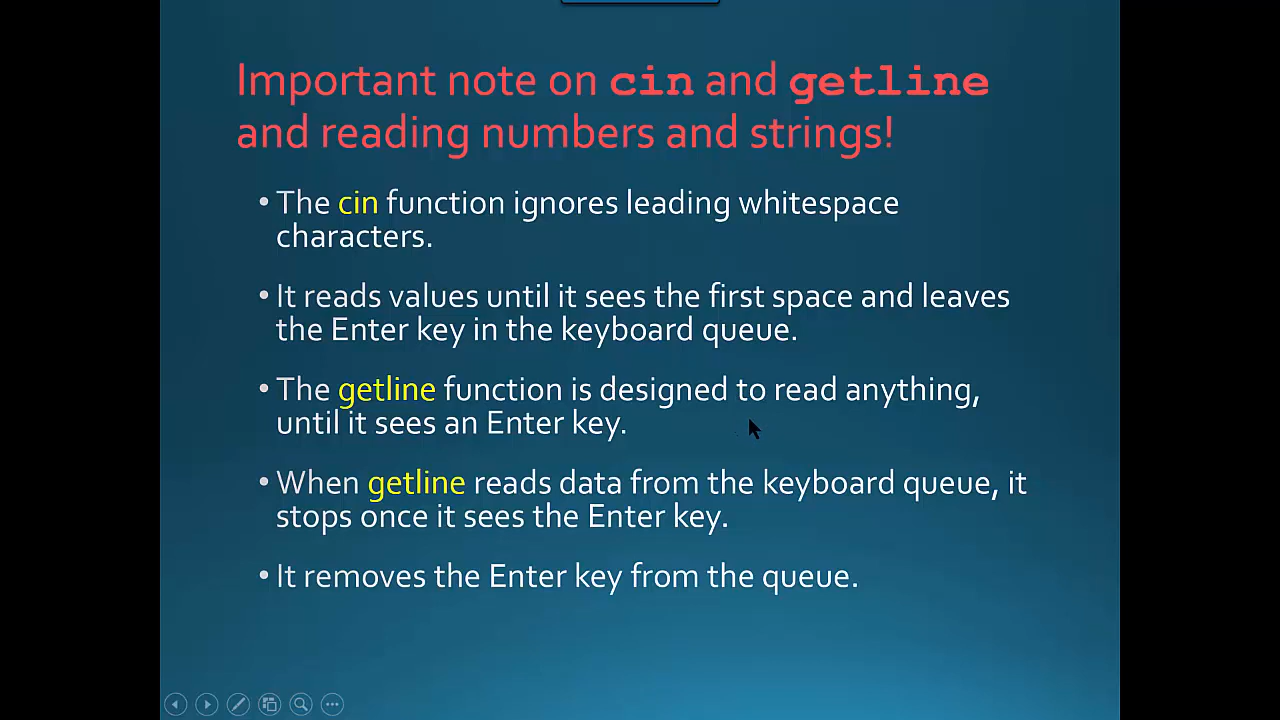 Important note on cin and getline
and reading numbers and strings!
• The cin function ignores leading whitespace
characters.
• It reads values until it sees the first space and leaves
the Enter key in the keyboard queue.
• The getline function is designed to read anything,
until it sees an Enter key.
• When getline reads data from the keyboard queue, it
stops once it sees the Enter key.
• It removes the Enter key from the queue.